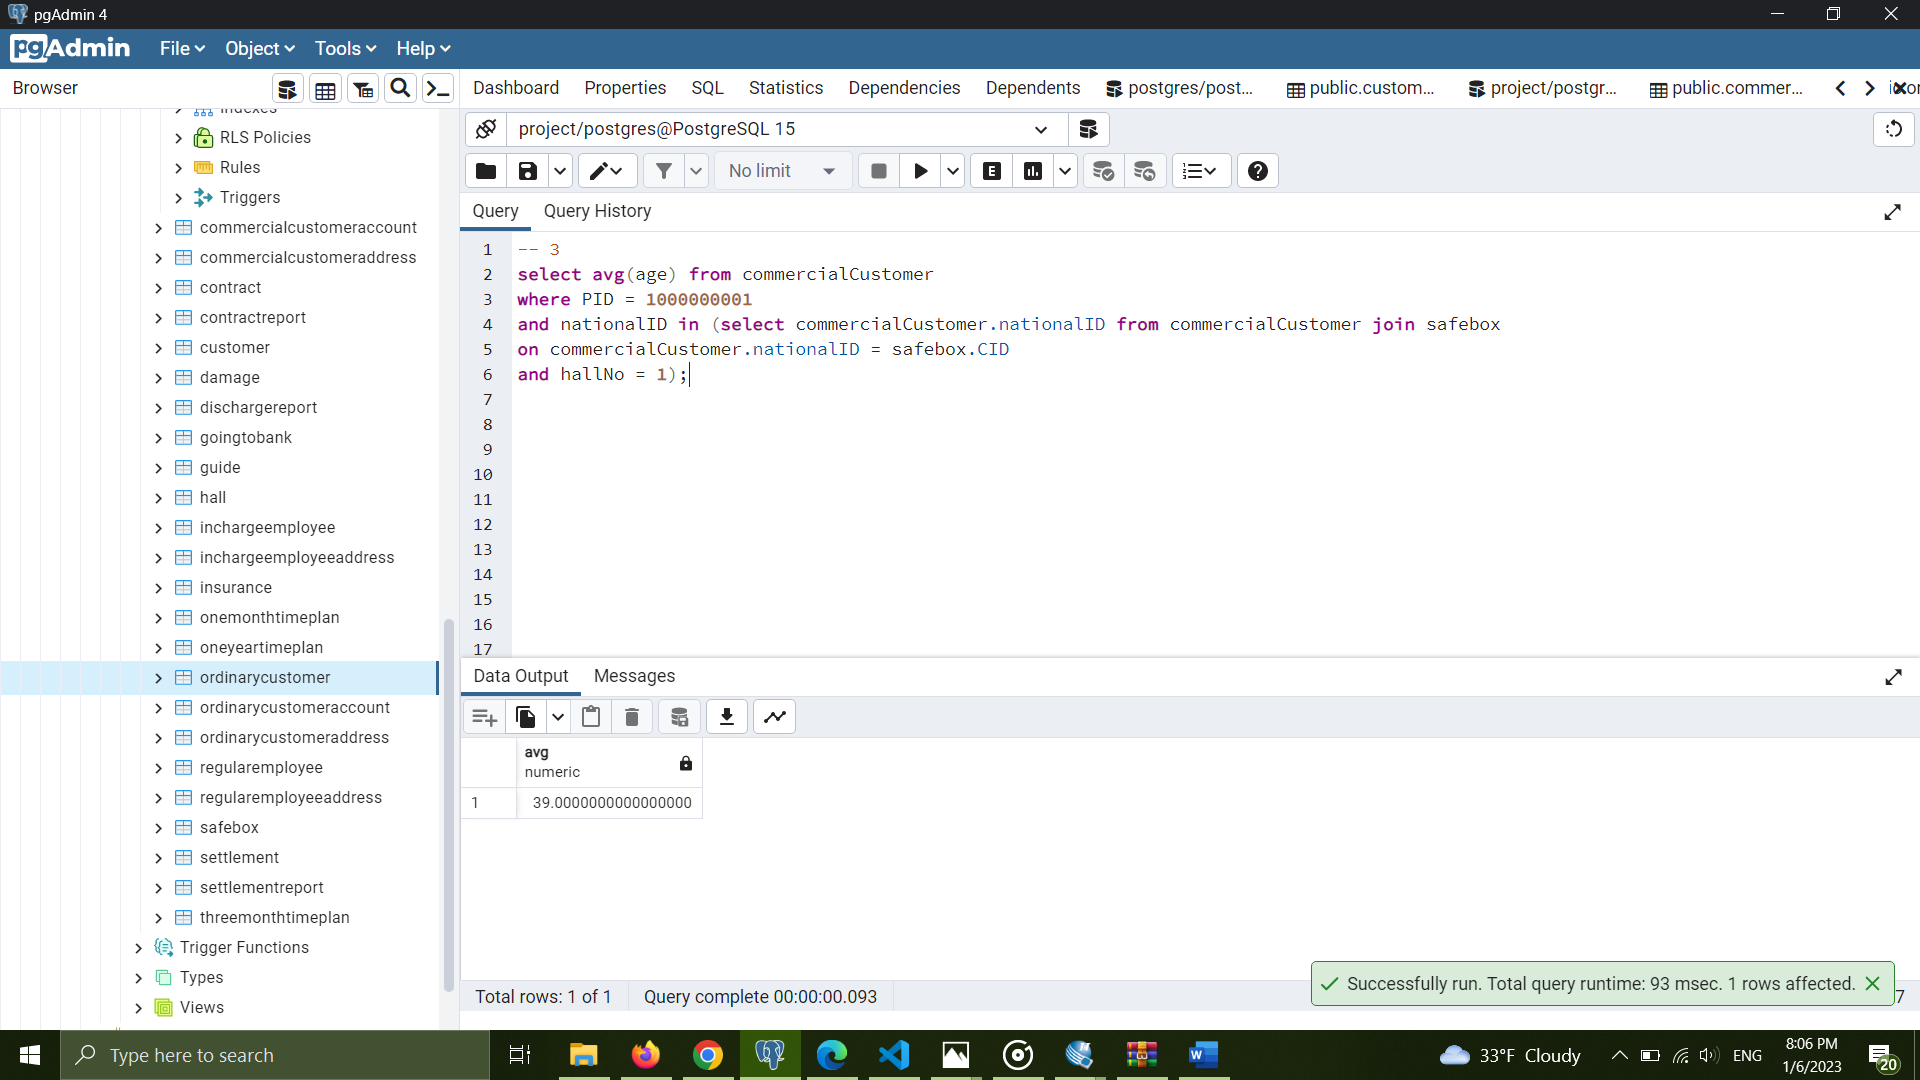 pgAdmin 4
pgAdmin
File
Object
Tools
Help
Browser
Dashboard
Properties
SQL
Statistics
Dependencies
Dependents
postgres/post...
public.custom...
project/postgr...
public.commer...
Indexes
RLS Policies
Rules
Triggers
commercialcustomeraccount
commercialcustomeraddress
contract
contractreport
customer
damage
dischargereport
goingtobank
guide
hall
inchargeemployee
inchargeemployeeaddress
insurance
onemonthtimeplan
oneyeartimeplan
ordinarycustomer
ordinarycustomeraccount
ordinarycustomeraddress
regularemployee
regularemployeeaddress
safebox
settlement
settlementreport
threemonthtimeplan
Trigger Functions
Types
Views
project/postgres@PostgreSQL 15
No limit
E
Query
Query History
1 -- 3
2 select avg(age) from commercialCustomer
3 where PID = 1000000001
4 and nationalID in (select commercialCustomer.nationalID from commercialCustomer join safebox
5 on commercialCustomer.nationalID = safebox.CID
6 and hallNo = 1);
7
8
9
10
11
12
13
14
15
16
17
Data Output
Messages
avg
numeric
1 39.0000000000000000
Total rows: 1 of 1
Query complete 00:00:00.093
Successfully run. Total query runtime: 93 msec. 1 rows affected.
7
Type here to search
33°F Cloudy
ENG
8:06 PM
1/6/2023
20